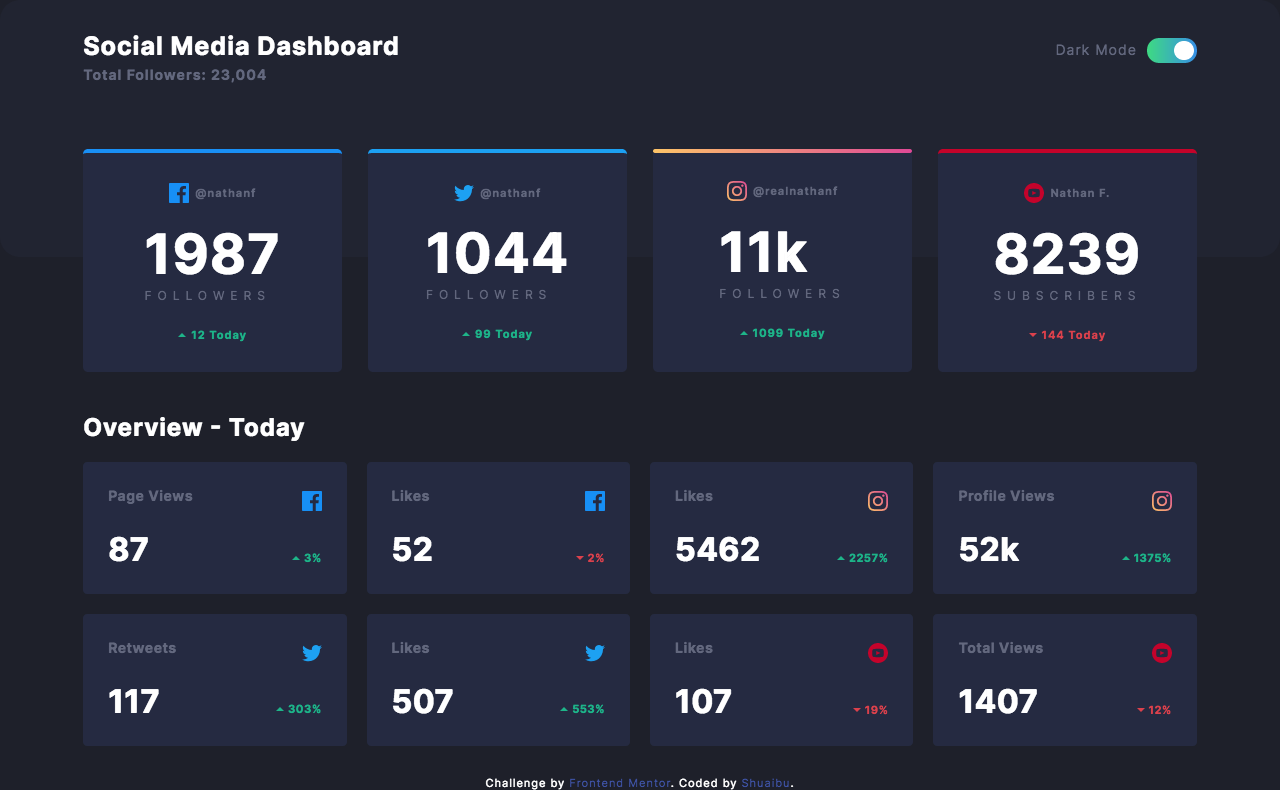 Social Media Dashboard
Total Followers: 23,004
Dark Mode
@nathanf
1987
FOLLOWERS
12 Today
@nathanf
1044
FOLLOWERS
99 Today
@realnathanf
11k
FOLLOWERS
1099 Today
Nathan F.
8239
SUBSCRIBERS
144 Today
Overview - Today
Page Views
87
3%
Likes
52
2%
Likes
5462
2257%
Profile Views
52k
1375%
Retweets
117
303%
Likes
507
553%
Likes
107
19%
Total Views
1407
12%
Challenge by Frontend Mentor. Coded by Shuaibu.